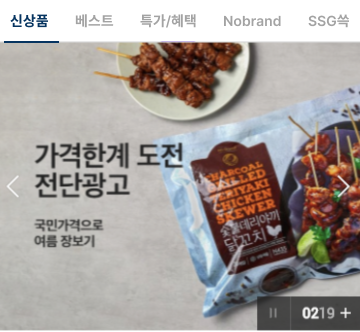 신상품 베스트 특가/혜택 Nobrand SSG쓱
가격한계 도전
전단광고
국민가격으로
여름 장보기
CHARCOAL
GRILLED
TERIYAKI
CHICKEN
SKEWER
숯불데리야끼
닭꼬치
0219 +